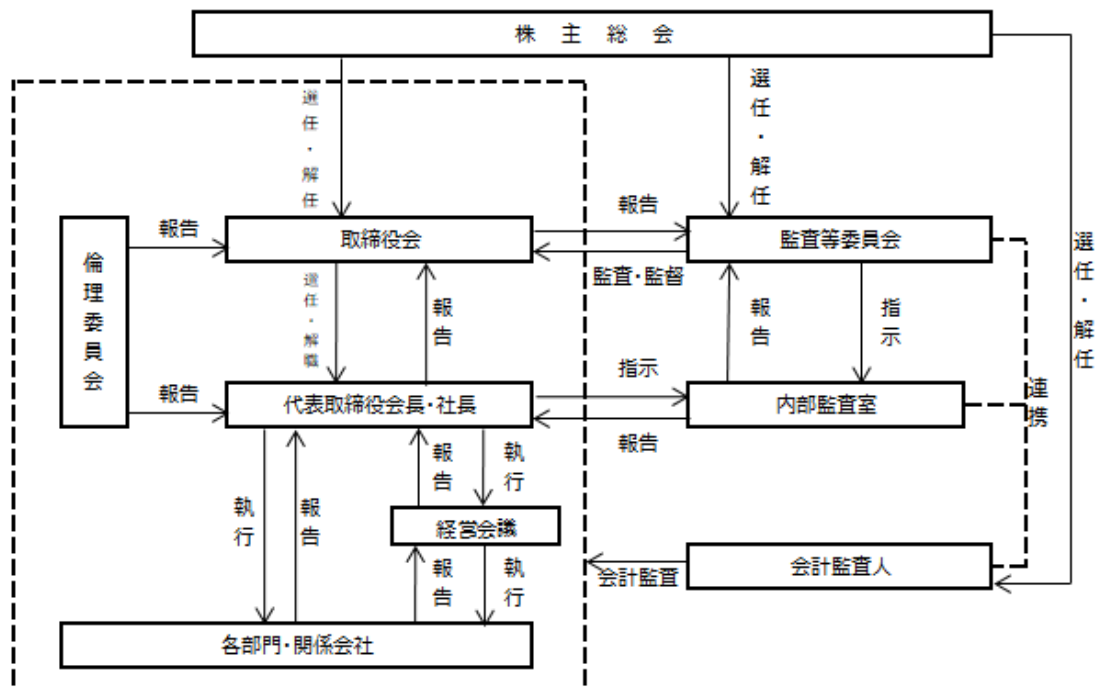 株主総会
選任・解任
選任・解任
選任・解任
報告
取締役会
報告
監査・監督
監査等委員会
倫理委員会
選任・解職
報告
報告
指示
連携
報告
代表取締役会長・社長
指示
報告
内部監査室
執行
報告
報告
執行
経営会議
報告
執行
会計監査
会計監査人
各部門・関係会社